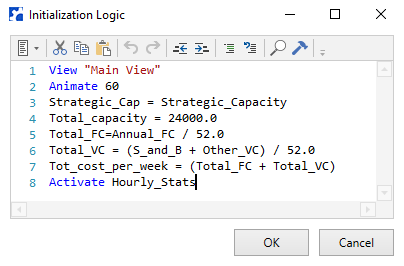 Initialization Logic
1 View "Main View"
2 Animate 60
3 Strategic_Cap = Strategic_Capacity
4 Total_capacity = 24000.0
5 Total_FC=Annual_FC / 52.0
6 Total_VC = (S_and_B + Other_VC) / 52.0
7 Tot_cost_per_week = (Total_FC + Total_VC)
8 Activate Hourly_Stats
OK Cancel